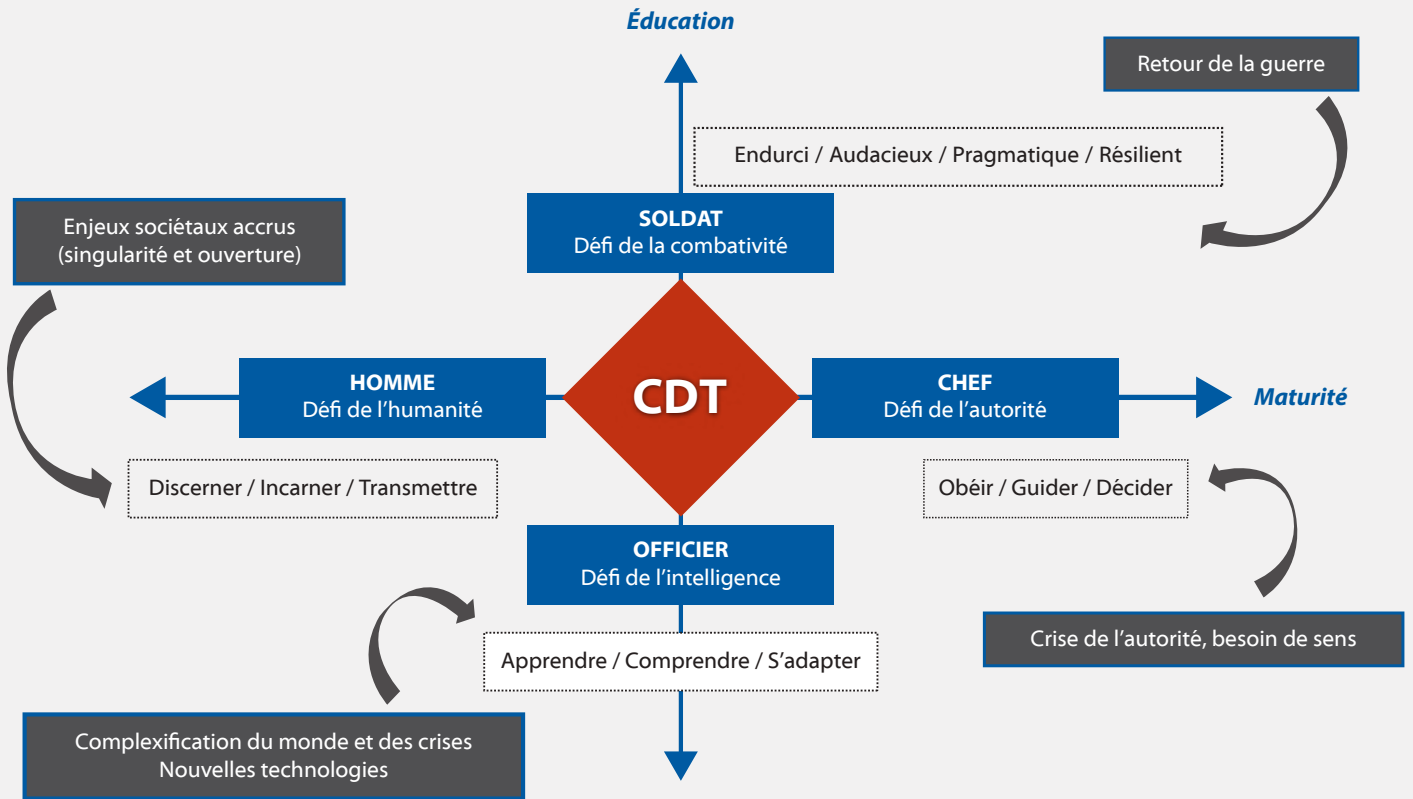 Éducation
Retour de la guerre
Endurci / Audacieux / Pragmatique / Résilient
Enjeux sociétaux accrus
(singularité et ouverture)
SOLDAT
Défi de la combativité
HOMME
Défi de l’humanité
CDT
CHEF
Défi de l’autorité
Maturité
Discerner / Incarner / Transmettre
Obéir / Guider / Décider
OFFICIER
Défi de l’intelligence
Apprendre / Comprendre / S’adapter
Crise de l’autorité, besoin de sens
Complexification du monde et des crises
Nouvelles technologies